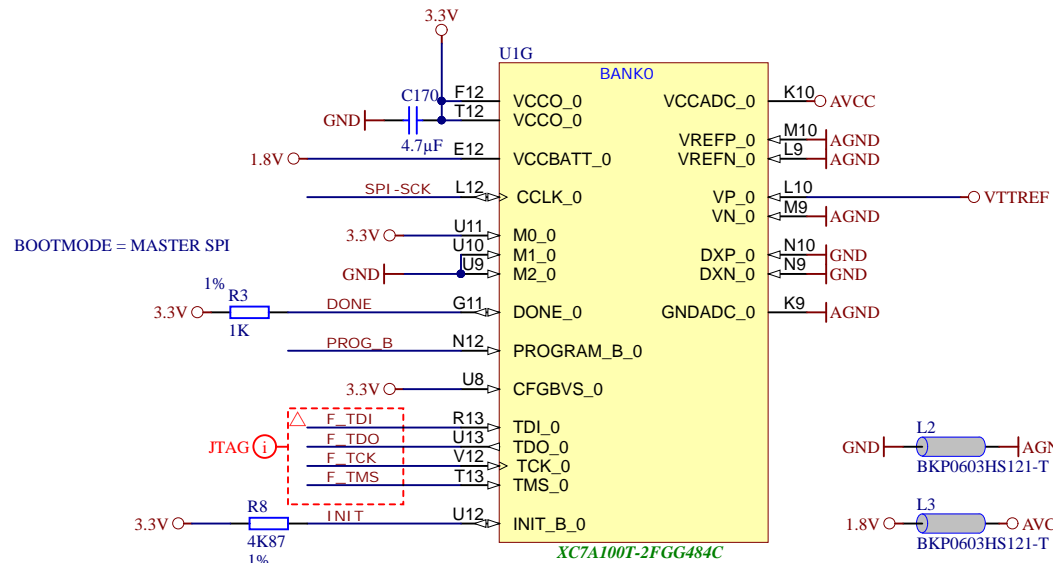 3.3V
U1G
BANK0
C170
F12
VCCO_0
VCCADC_0
K10
AVCC
GND
T12
VCCO_0
4.7µF
VREFP_0
M10
AGND
1.8V
E12
VCCBATT_0
VREFN_0
L9
AGND
SPI-SCK
L12
CCLK_0
VP_0
L10
VTTREF
VN_0
M9
AGND
3.3V
U11
M0_0
BOOTMODE = MASTER SPI
U10
M1_0
DXP_0
N10
GND
GND
U9
M2_0
DXN_0
N9
GND
1%
R3
3.3V
1K
DONE
G11
DONE_0
GNDADC_0
K9
AGND
PROG_B
N12
PROGRAM_B_0
3.3V
U8
CFGBVS_0
JTAG
i
F_TDI
R13
TDI_0
F_TDO
U13
TDO_0
F_TCK
V12
TCK_0
F_TMS
T13
TMS_0
L2
GND
AGN
BKP0603HS121-T
R8
3.3V
4K87
1%
INIT
U12
INIT_B_0
L3
1.8V
AVC
BKP0603HS121-T
XC7A100T-2FGG484C